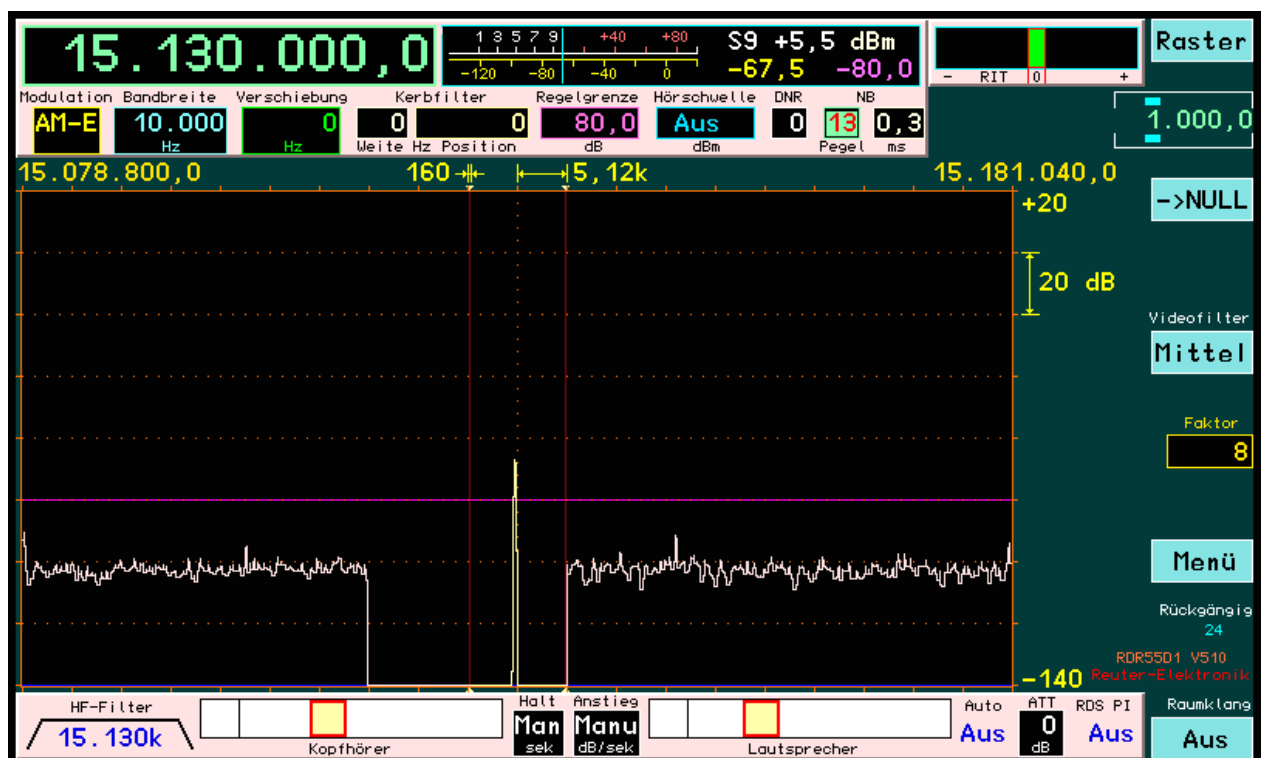 15.130.000,0
1 3 5 7 9 +40 +80
-120 -80 -40 0
S9 +5,5 dBm
-67,5 -80,0
- RIT 0 +
Raster
Modulation Bandbreite Verschiebung Kerbfilter Regelgrenze Hörschwelle DNR NB
AM-E 10.000 0 0 0 80,0 Aus 0 13 0,3
Hz Hz Weite Hz Position dB dBm Pegel ms
1.000,0
15.078.800,0 160 5,12k 15.181.040,0
+20
->NULL
20 dB
Videofilter
Mittel
Faktor
8
Menü
Rückgängig
24
RDR55D1 V510
Reuter-Elektronik
-140
HF-Filter
15.130k
Kopfhörer
Halt
Man
sek
Anstieg
Manu
dB/sek
Lautsprecher
Auto
Aus
ATT
0
dB
RDS PI
Aus
Raumklang
Aus